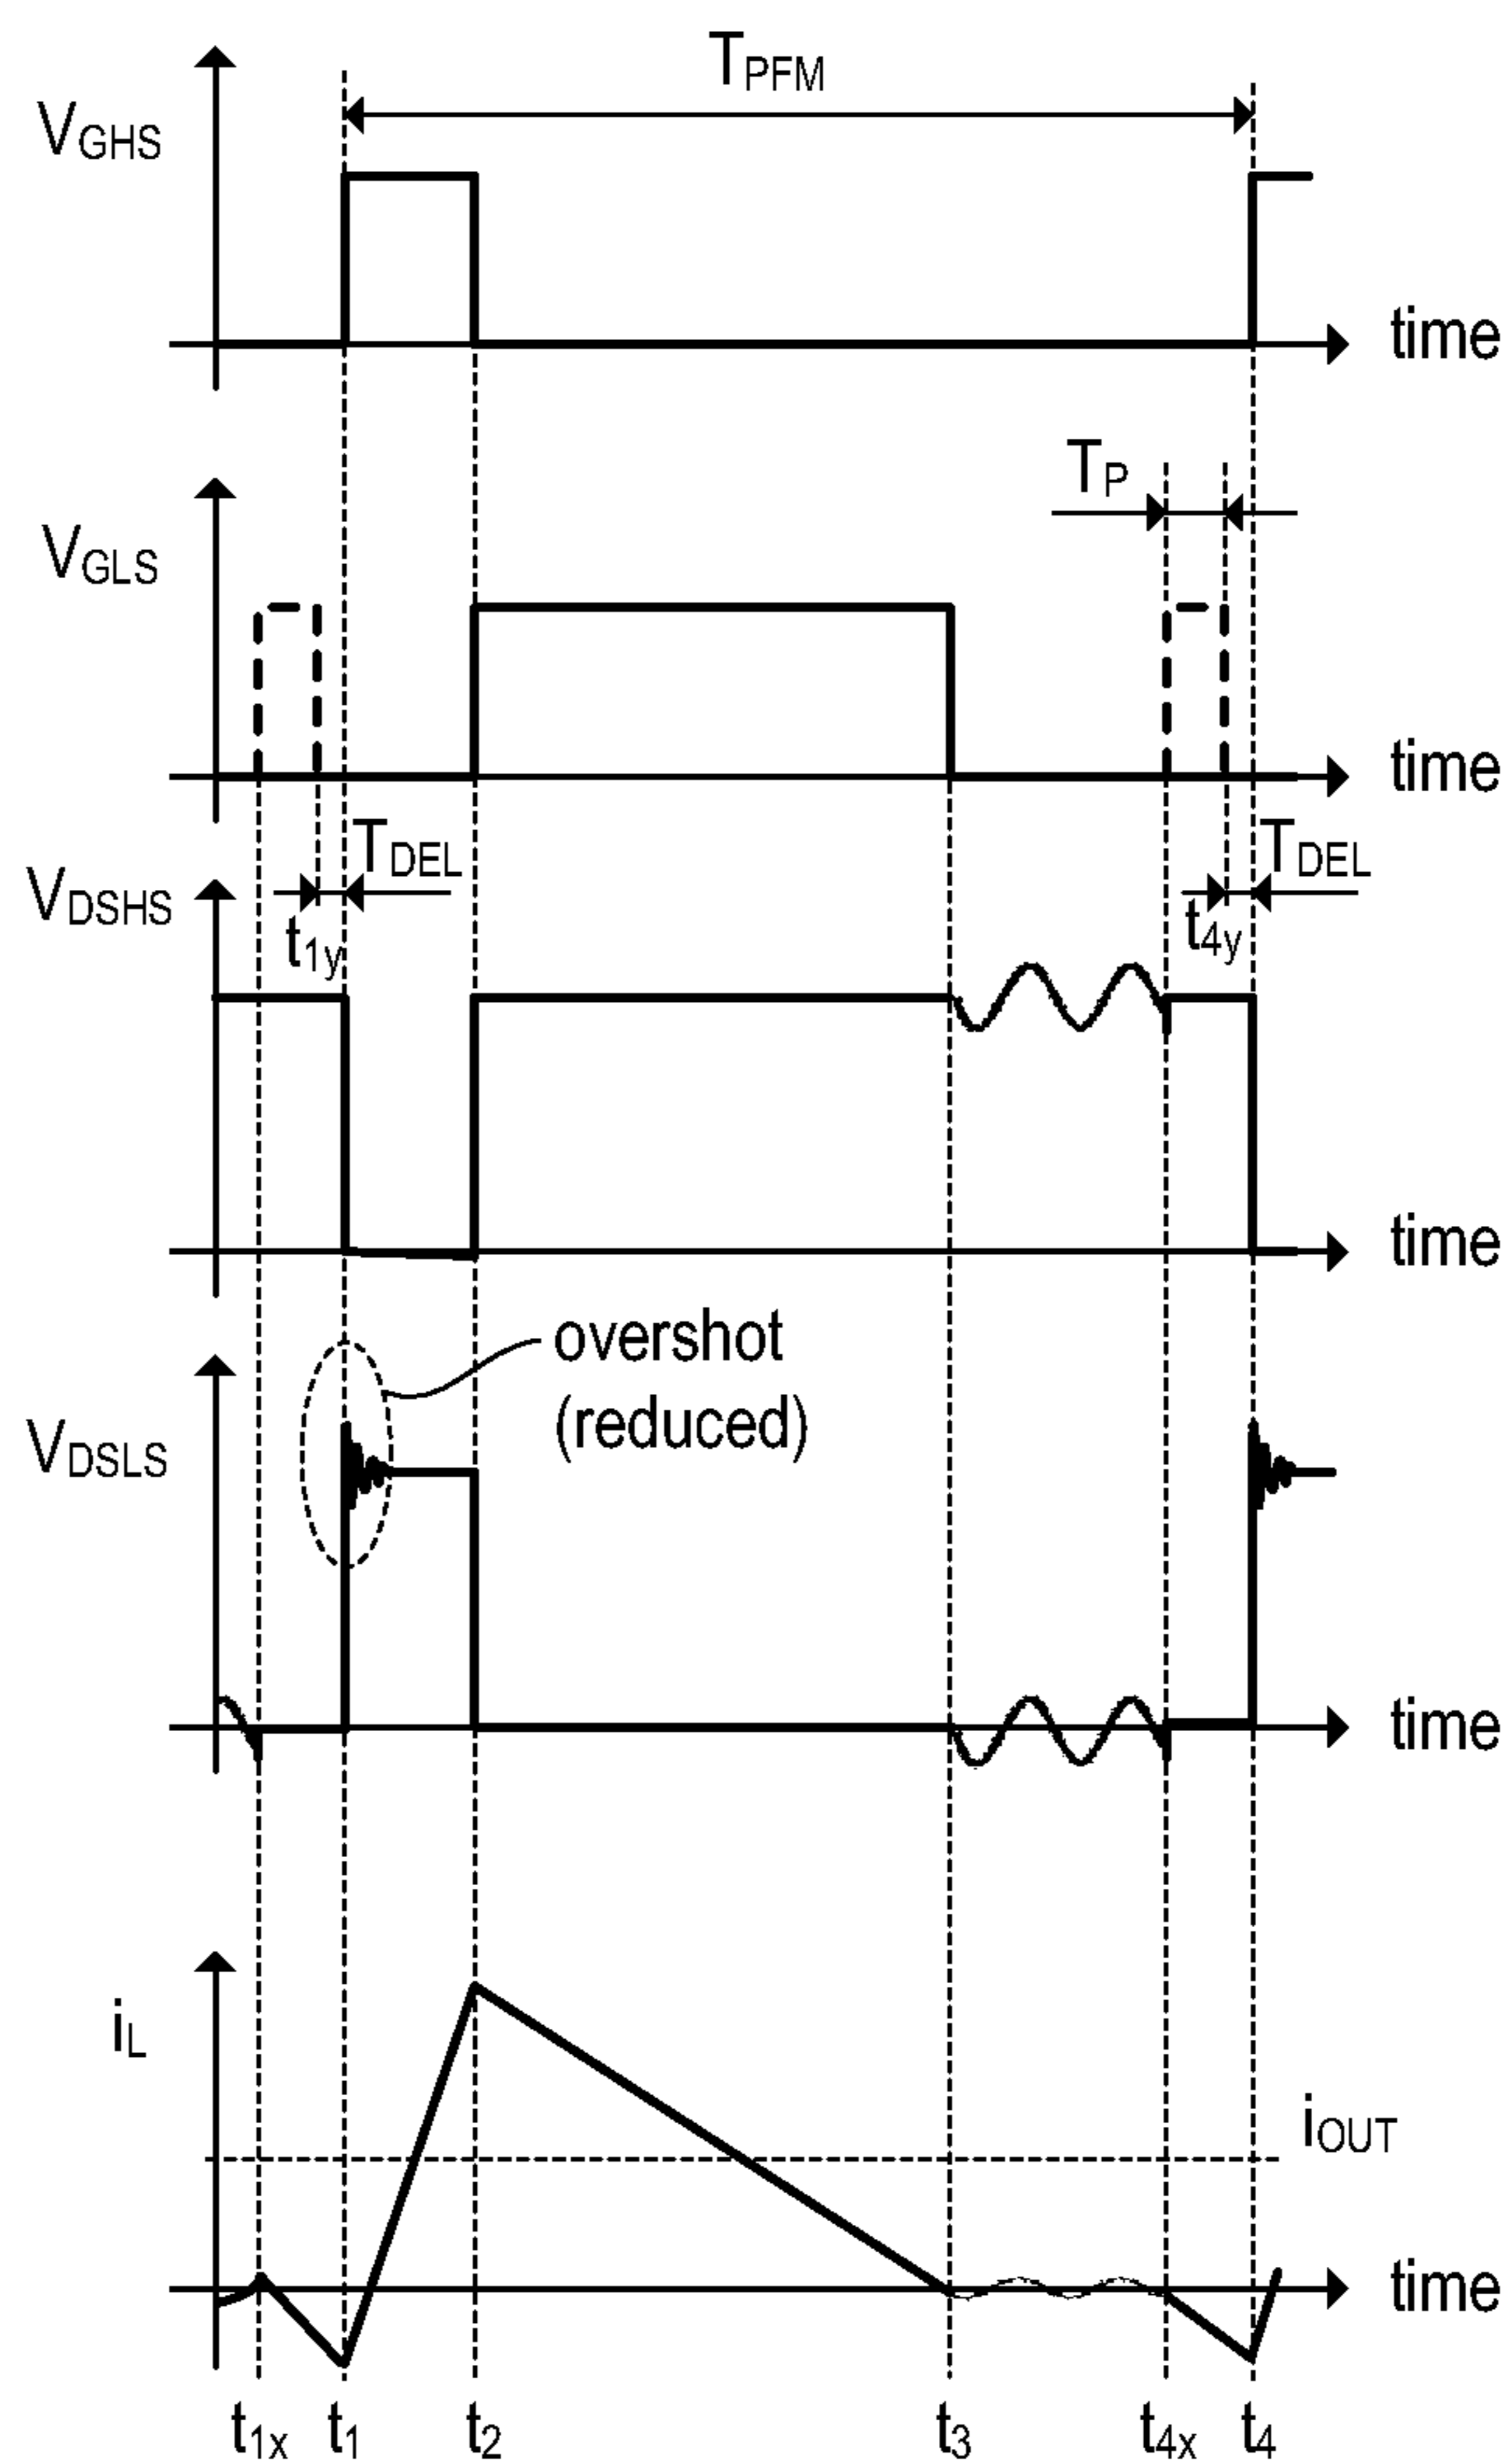 TPFM
VGHS
time
TP
VGLS
time
TDEL
TDEL
VDSHS
t1y
t4y
time
overshot
(reduced)
VDSLS
time
iL
iOUT
time
t1x t1 t2 t3 t4x t4